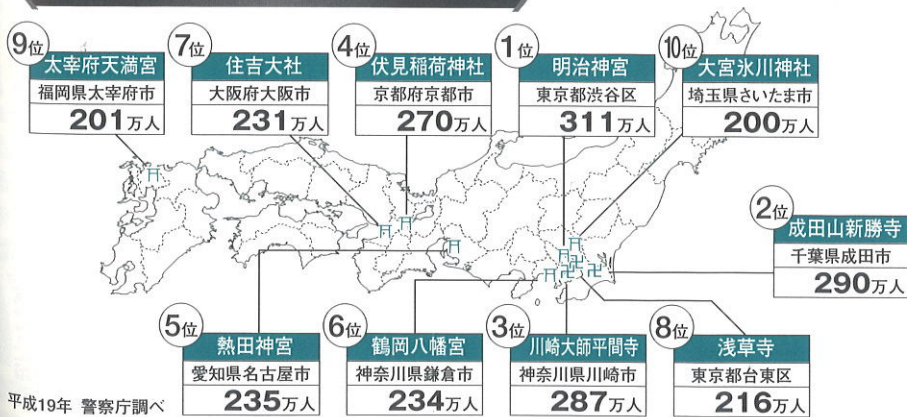 9位
太宰府天満宮
福岡県太宰府市
201万人
7位
住吉大社
大阪府大阪市
231万人
4位
伏見稲荷神社
京都府京都市
270万人
1位
明治神宮
東京都渋谷区
311万人
10位
大宮氷川神社
埼玉県さいたま市
200万人
2位
成田山新勝寺
千葉県成田市
290万人
5位
熱田神宮
愛知県名古屋市
235万人
6位
鶴岡八幡宮
神奈川県鎌倉市
234万人
3位
川崎大師平間寺
神奈川県川崎市
287万人
8位
浅草寺
東京都台東区
216万人
平成19年 警察庁調べ